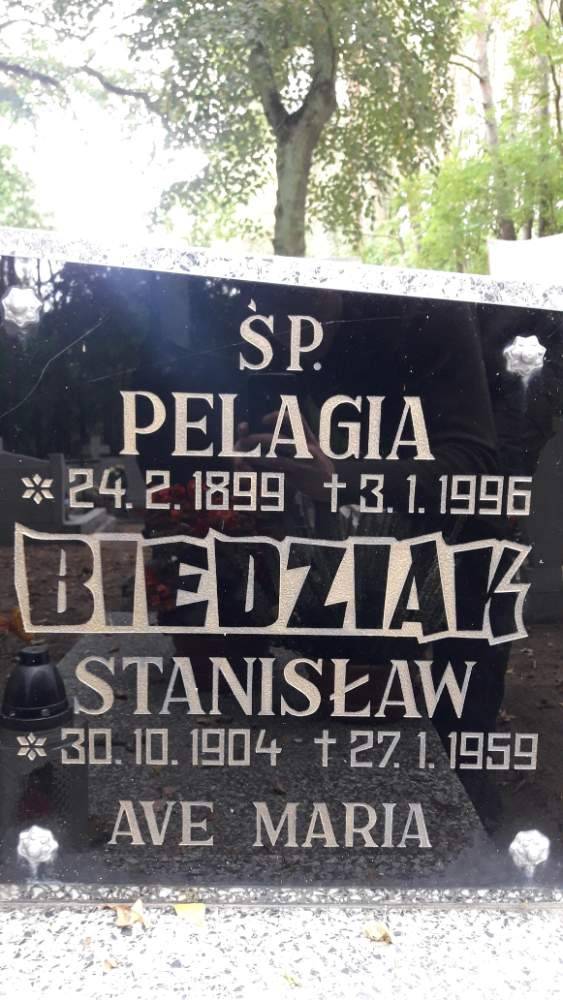 ŚP.
PELAGIA
* 24. 2. 1899 † 3. 1. 1996
BIEDZIAK
STANISŁAW
* 30. 10. 1904 † 27. 1. 1959
AVE MARIA